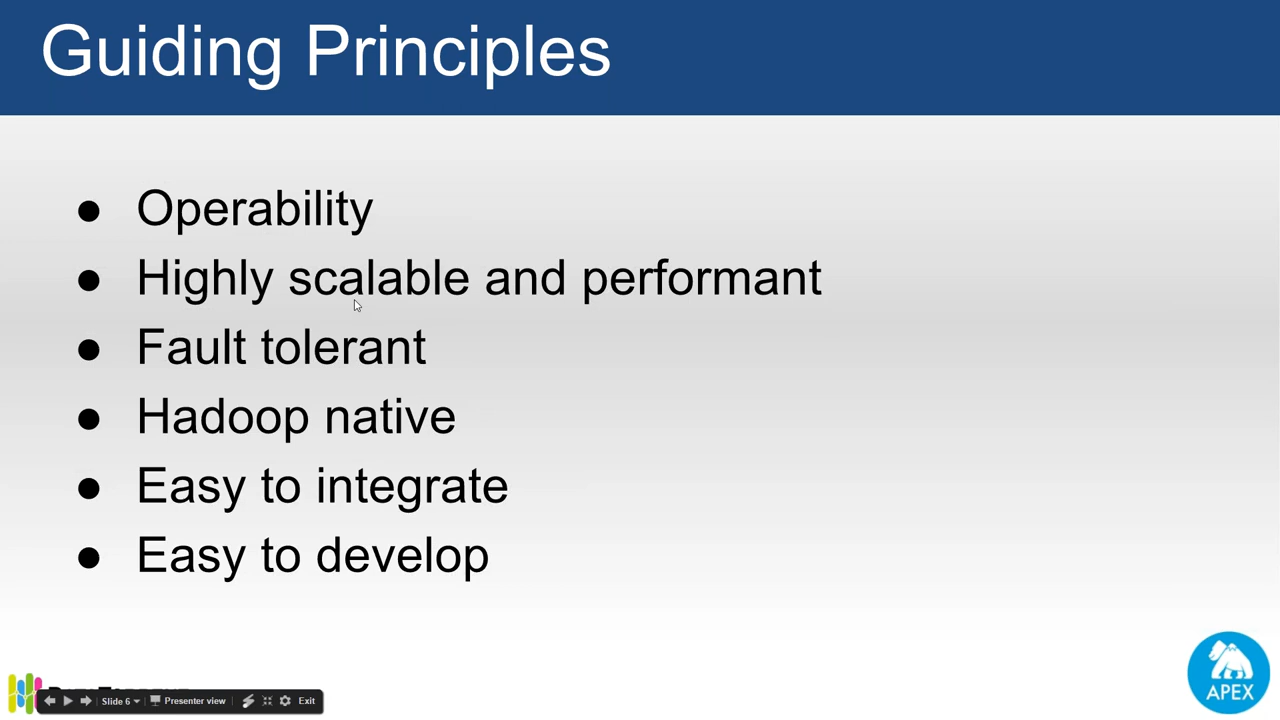 Guiding Principles
● Operability
● Highly scalable and performant
● Fault tolerant
● Hadoop native
● Easy to integrate
● Easy to develop
Slide 6
Presenter view
Exit
APEX